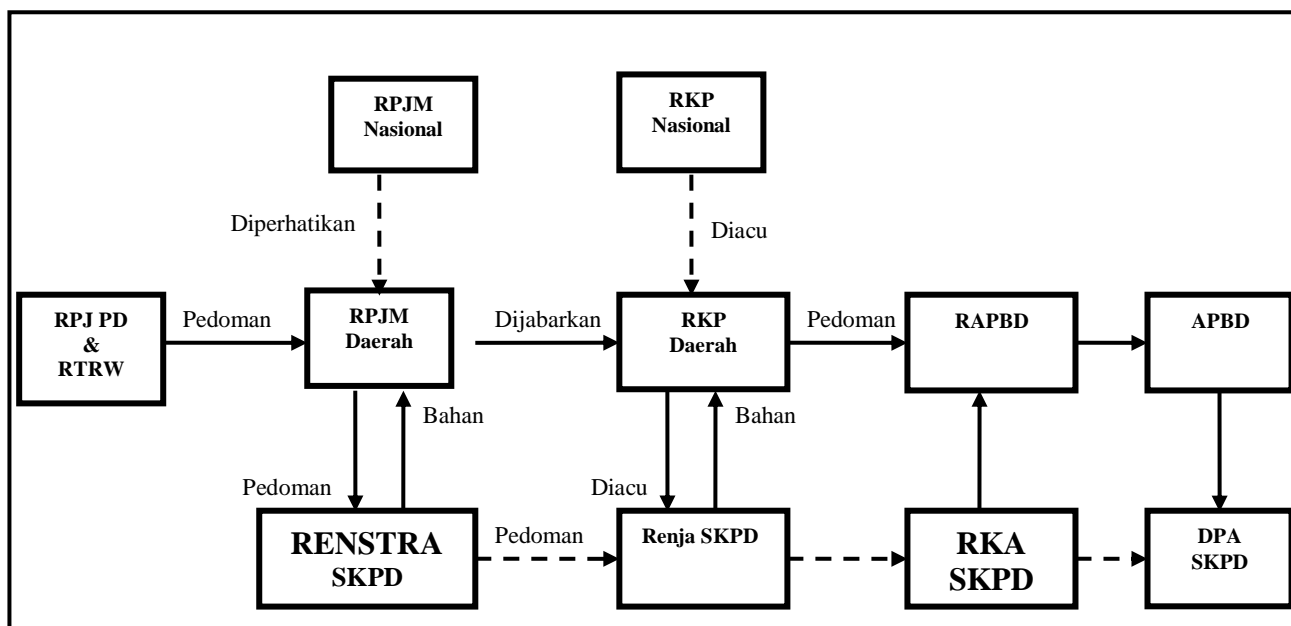 RPJM
Nasional
RKP
Nasional
Diperhatikan
Diacu
RPJ PD
&
RTRW
Pedoman
RPJM
Daerah
Dijabarkan
RKP
Daerah
Pedoman
RAPBD
APBD
Bahan
Bahan
Pedoman
Diacu
RENSTRA
SKPD
Pedoman
Renja SKPD
RKA
SKPD
DPA
SKPD